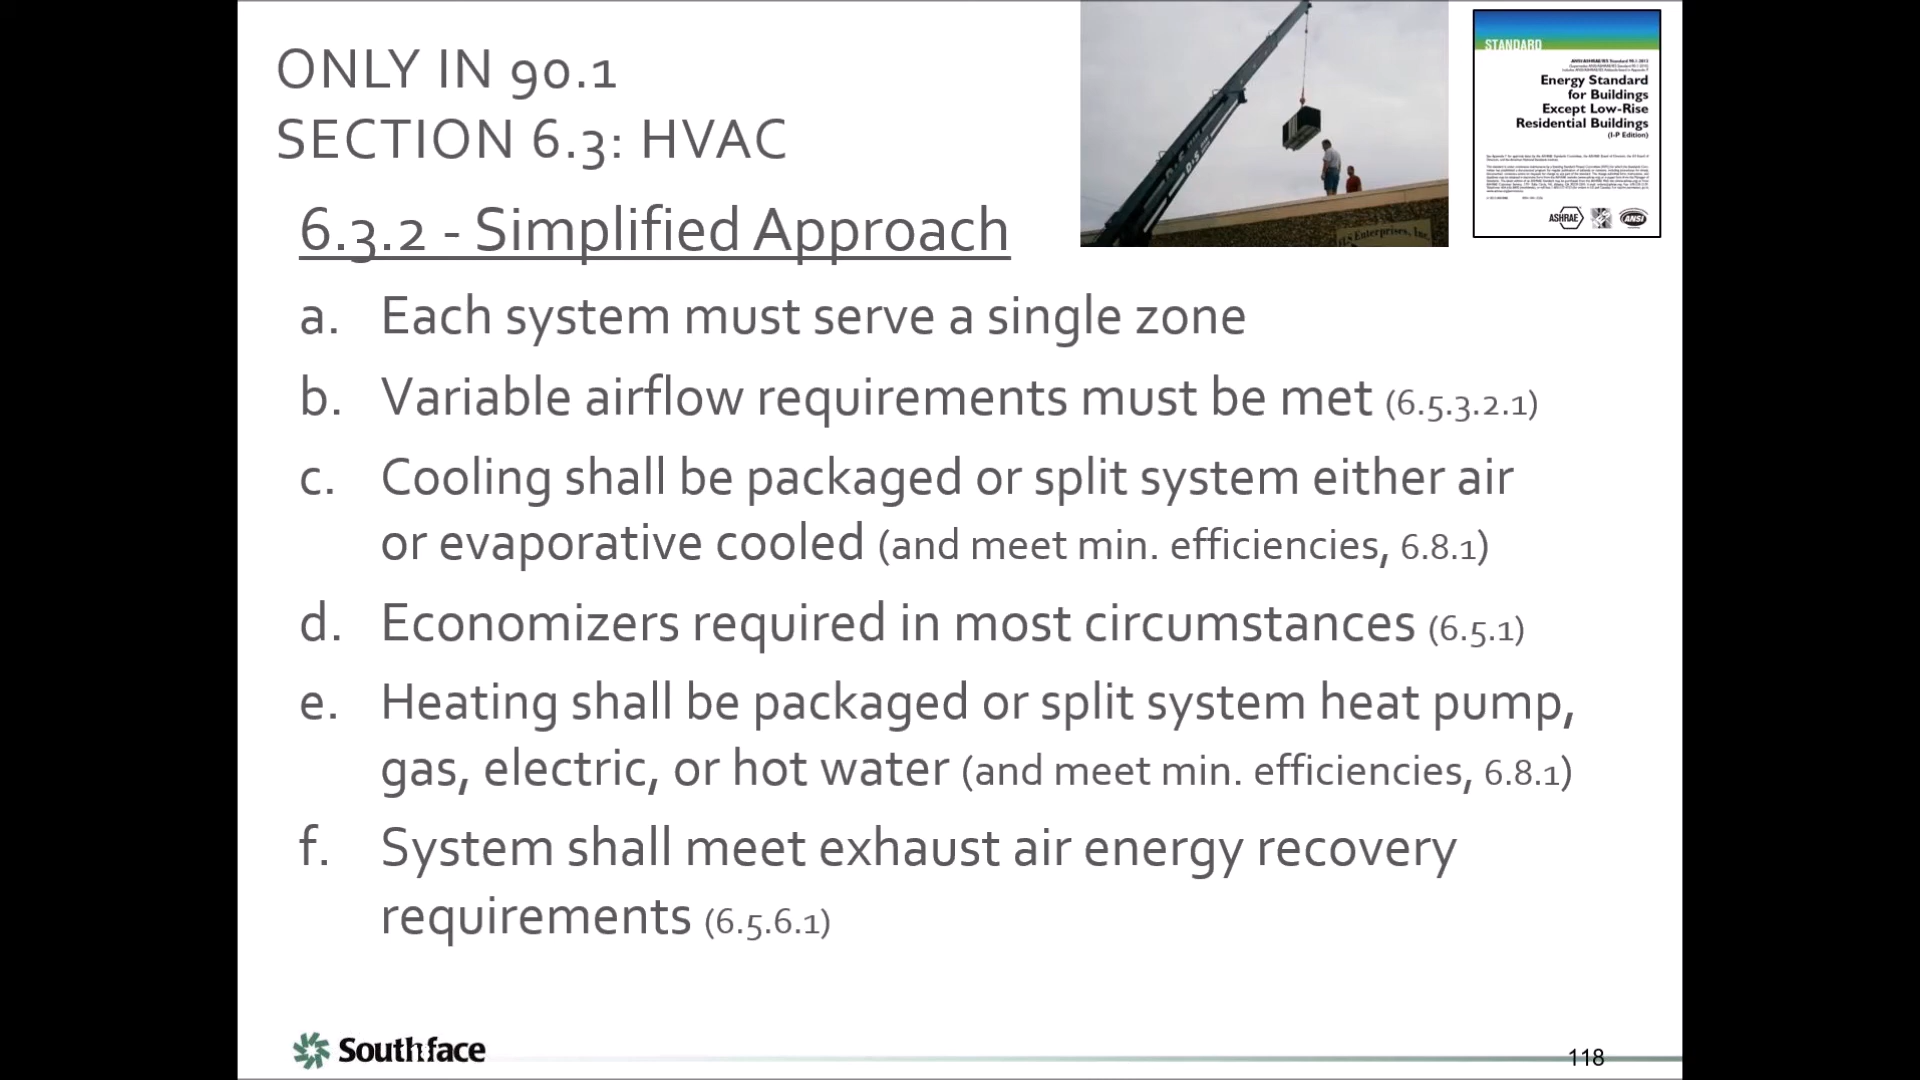 ONLY IN 90.1
SECTION 6.3: HVAC
STANDARD
Energy Standard
for Buildings
Except Low-Rise
Residential Buildings
(I-P Edition)
ASHRAE
ANSI
6.3.2 - Simplified Approach
a. Each system must serve a single zone
b. Variable airflow requirements must be met (6.5.3.2.1)
c. Cooling shall be packaged or split system either air
or evaporative cooled (and meet min. efficiencies, 6.8.1)
d. Economizers required in most circumstances (6.5.1)
e. Heating shall be packaged or split system heat pump,
gas, electric, or hot water (and meet min. efficiencies, 6.8.1)
f. System shall meet exhaust air energy recovery
requirements (6.5.6.1)
Southface
118